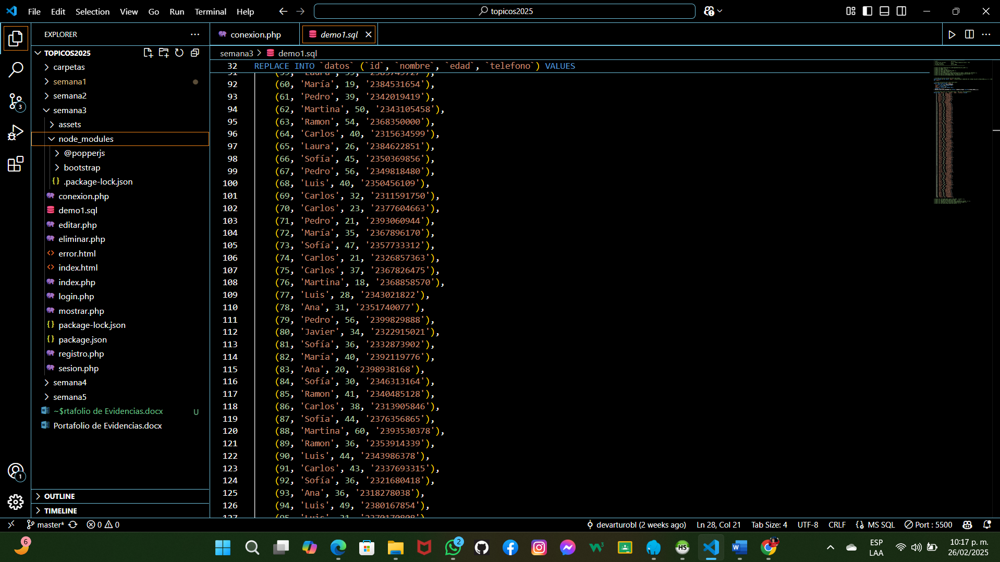 File Edit Selection View Go Run Terminal Help
topicos2025
EXPLORER
TOPICOS2025
carpetas
semana1
semana2
semana3
assets
node_modules
@popperjs
bootstrap
{} .package-lock.json
conexion.php
demo1.sql
editar.php
eliminar.php
<> error.html
<> index.html
index.php
login.php
mostrar.php
{} package-lock.json
{} package.json
registro.php
sesion.php
semana4
semana5
~$rtafolio de Evidencias.docx U
Portafolio de Evidencias.docx
OUTLINE
TIMELINE
3
1
conexion.php
demo1.sql
semana3 > demo1.sql
32 REPLACE INTO `datos` (`id`, `nombre`, `edad`, `telefono`) VALUES
92 (60, 'María', 19, '2384531654'),
93 (61, 'Pedro', 39, '2342019419'),
94 (62, 'Martina', 50, '2343105458'),
95 (63, 'Ramon', 54, '2368350000'),
96 (64, 'Carlos', 40, '2315634599'),
97 (65, 'Laura', 26, '2384622851'),
98 (66, 'Sofía', 45, '2350369856'),
99 (67, 'Pedro', 56, '2349818480'),
100 (68, 'Luis', 40, '2350456109'),
101 (69, 'Carlos', 32, '2311591750'),
102 (70, 'Carlos', 23, '2377604663'),
103 (71, 'Pedro', 21, '2393060944'),
104 (72, 'María', 35, '2367896170'),
105 (73, 'Sofía', 47, '2357733312'),
106 (74, 'Carlos', 21, '2326857363'),
107 (75, 'Carlos', 37, '2367826475'),
108 (76, 'Martina', 18, '2368858570'),
109 (77, 'Luis', 28, '2343021822'),
110 (78, 'Ana', 31, '2351740077'),
111 (79, 'Pedro', 56, '2399829888'),
112 (80, 'Javier', 34, '2322915021'),
113 (81, 'Sofía', 36, '2332873902'),
114 (82, 'María', 40, '2392119776'),
115 (83, 'Ana', 20, '2398938168'),
116 (84, 'Sofía', 30, '2346313164'),
117 (85, 'Ramon', 41, '2340485128'),
118 (86, 'Carlos', 38, '2313905846'),
119 (87, 'Sofía', 44, '2376356865'),
120 (88, 'Martina', 60, '2393530378'),
121 (89, 'Ramon', 36, '2353914339'),
122 (90, 'Luis', 44, '2343986378'),
123 (91, 'Carlos', 43, '2337693315'),
124 (92, 'Sofía', 36, '2321680418'),
125 (93, 'Ana', 36, '2318278038'),
126 (94, 'Luis', 49, '2380167854'),
master* 0 0 devarturobl (2 weeks ago) Ln 28, Col 21 Tab Size: 4 UTF-8 CRLF MS SQL Port : 5500
6
2
W3
HS
ESP
LAA
10:17 p. m.
26/02/2025